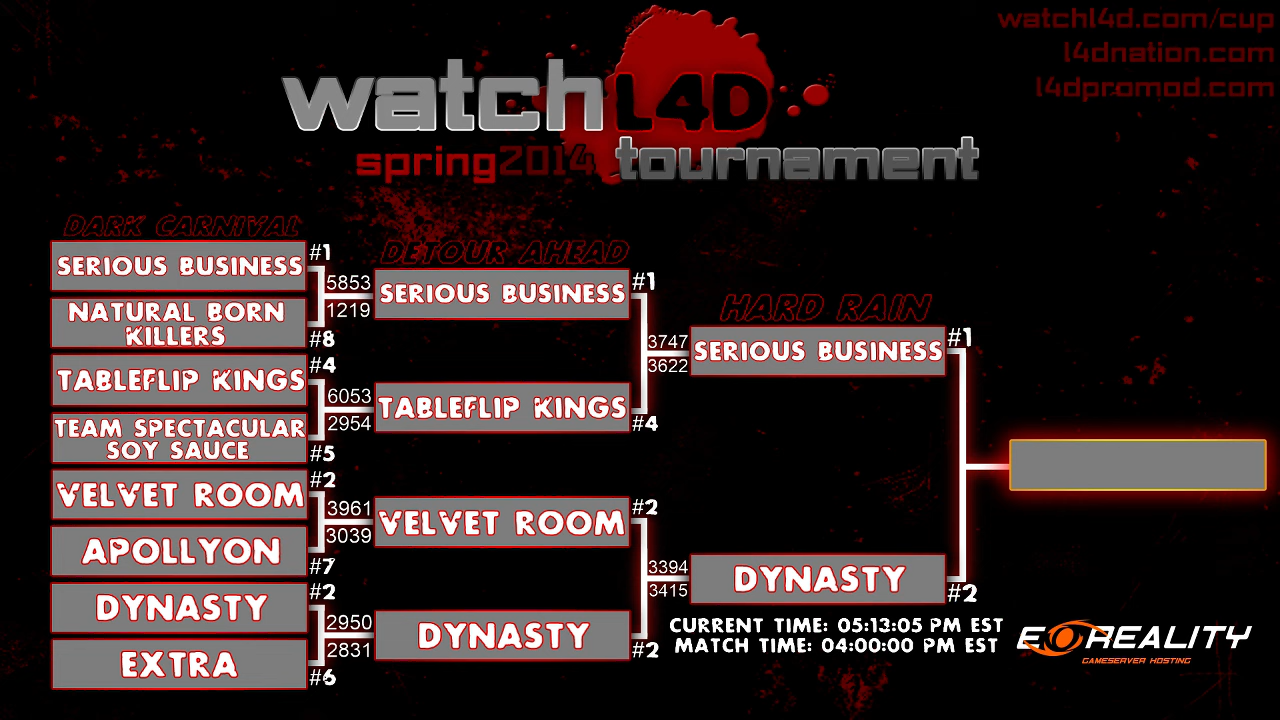 watchl4d.com/cup
l4dnation.com
l4dpromod.com
watch L4D
spring2014 tournament
DARK CARNIVAL
SERIOUS BUSINESS
#1
5853
1219
NATURAL BORN
KILLERS
#8
TABLEFLIP KINGS
#4
6053
2954
TEAM SPECTACULAR
SOY SAUCE
#5
VELVET ROOM
#2
3961
3039
APOLLYON
#7
DYNASTY
#2
2950
2831
EXTRA
#6
DETOUR AHEAD
SERIOUS BUSINESS
#1
3747
3622
TABLEFLIP KINGS
#4
VELVET ROOM
#2
3394
3415
DYNASTY
#2
HARD RAIN
SERIOUS BUSINESS
#1
DYNASTY
#2
CURRENT TIME: 05:13:05 PM EST
MATCH TIME: 04:00:00 PM EST
EOREALITY
GAMESERVER HOSTING